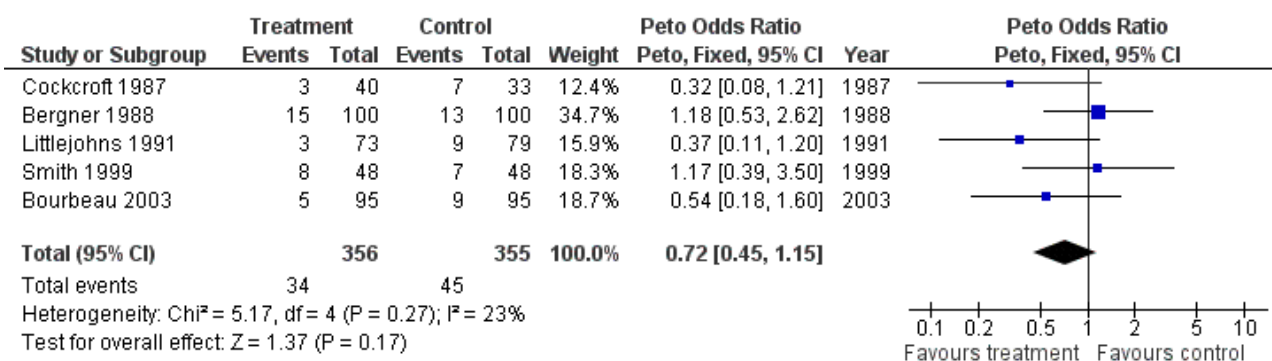 Treatment Control Peto Odds Ratio Peto Odds Ratio
Study or Subgroup Events Total Events Total Weight Peto, Fixed, 95% CI Year Peto, Fixed, 95% CI
Cockcroft 1987 3 40 7 33 12.4% 0.32 [0.08, 1.21] 1987
Bergner 1988 15 100 13 100 34.7% 1.18 [0.53, 2.62] 1988
Littlejohns 1991 3 73 9 79 15.9% 0.37 [0.11, 1.20] 1991
Smith 1999 8 48 7 48 18.3% 1.17 [0.39, 3.50] 1999
Bourbeau 2003 5 95 9 95 18.7% 0.54 [0.18, 1.60] 2003
Total (95% CI) 356 355 100.0% 0.72 [0.45, 1.15]
Total events 34 45
Heterogeneity: Chi² = 5.17, df = 4 (P = 0.27); I² = 23%
Test for overall effect: Z = 1.37 (P = 0.17)
0.1 0.2 0.5 1 2 5 10
Favours treatment Favours control